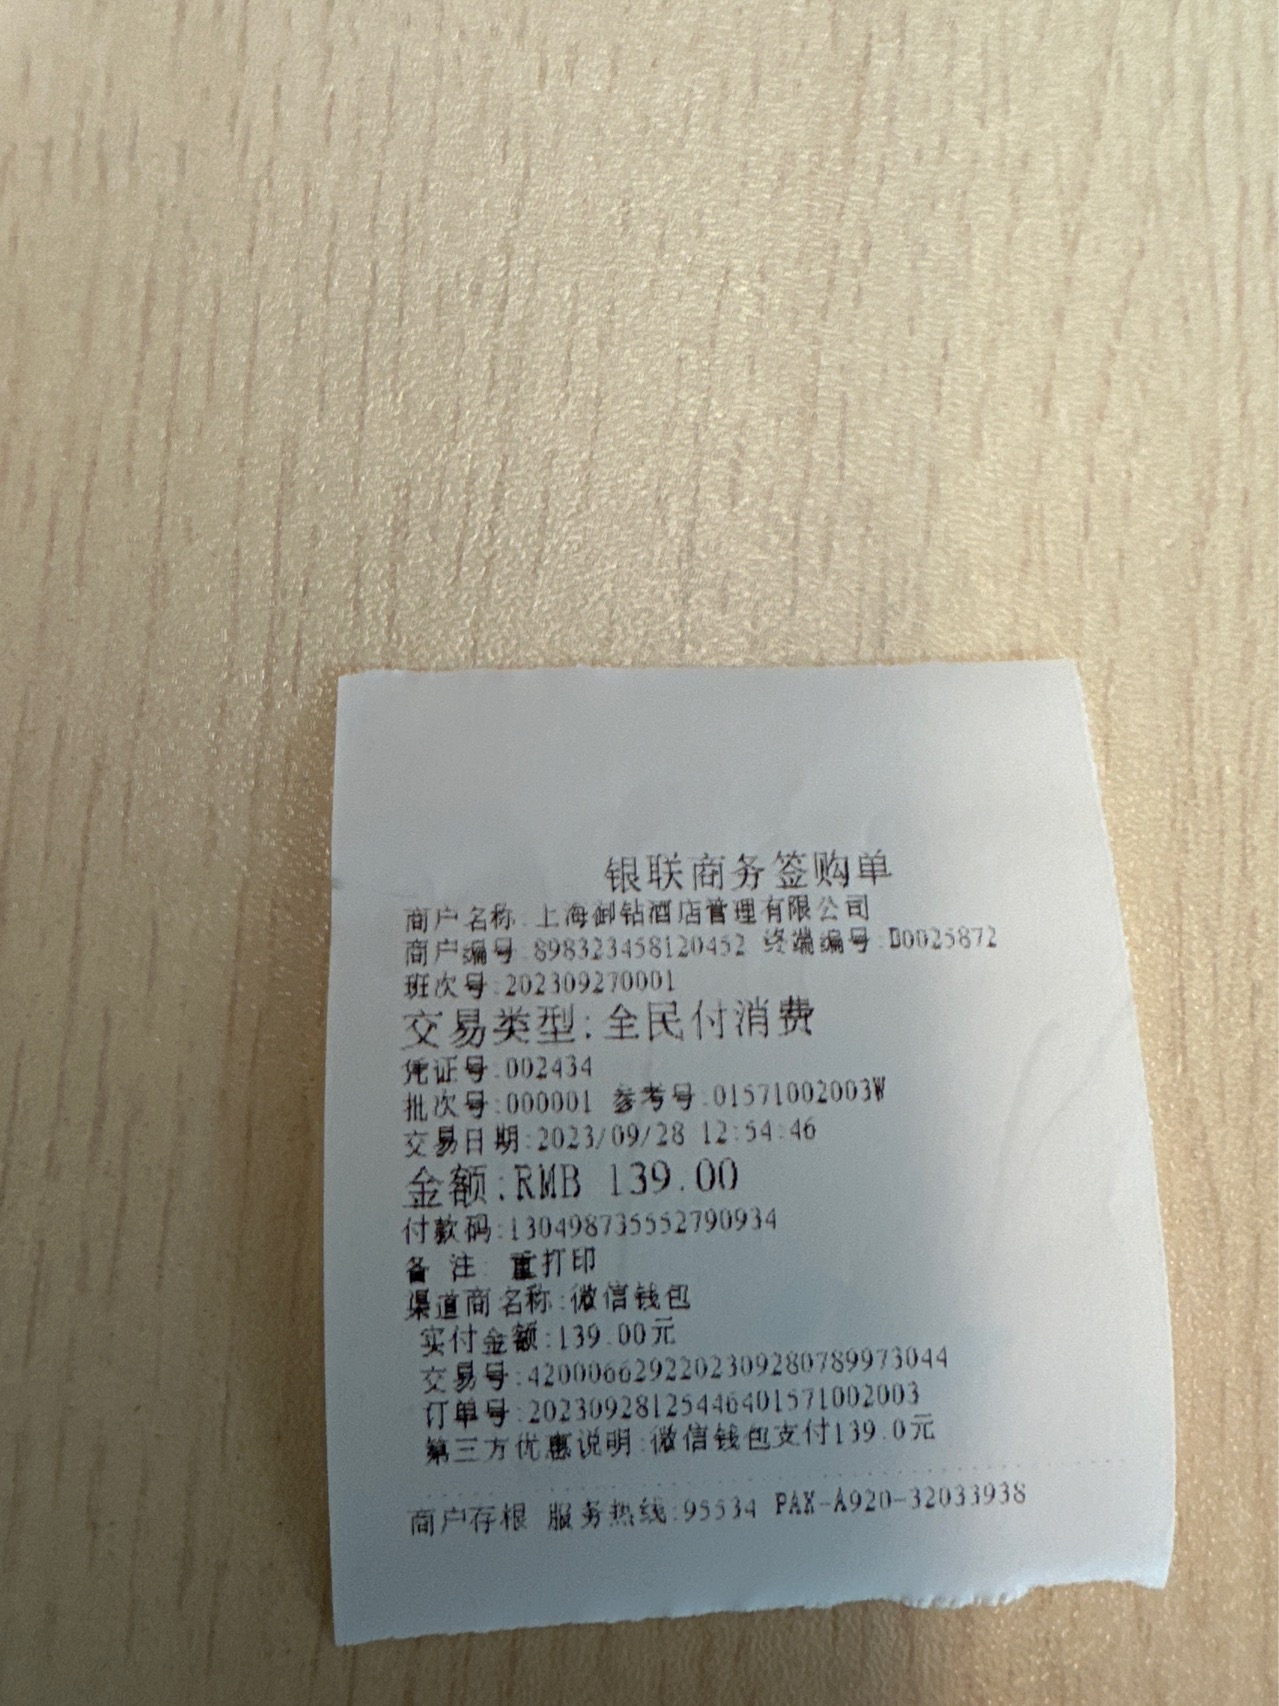 银联商务签购单
商户名称:上海御钻酒店管理有限公司
商户编号:898323458120452 终端编号:D0025872
班次号:202309270001
交易类型:全民付消费
凭证号:002434
批次号:000001 参考号:01571002003W
交易日期:2023/09/28 12:54:46
金额:RMB 139.00
付款码:130498735552790934
备 注: 重打印
渠道商名称:微信钱包
实付金额:139.00元
交易号:4200066292202309280789973044
订单号:20230928125446401571002003
第三方优惠说明:微信钱包支付139.0元
商户存根 服务热线:95534 PAX-A920-32033938